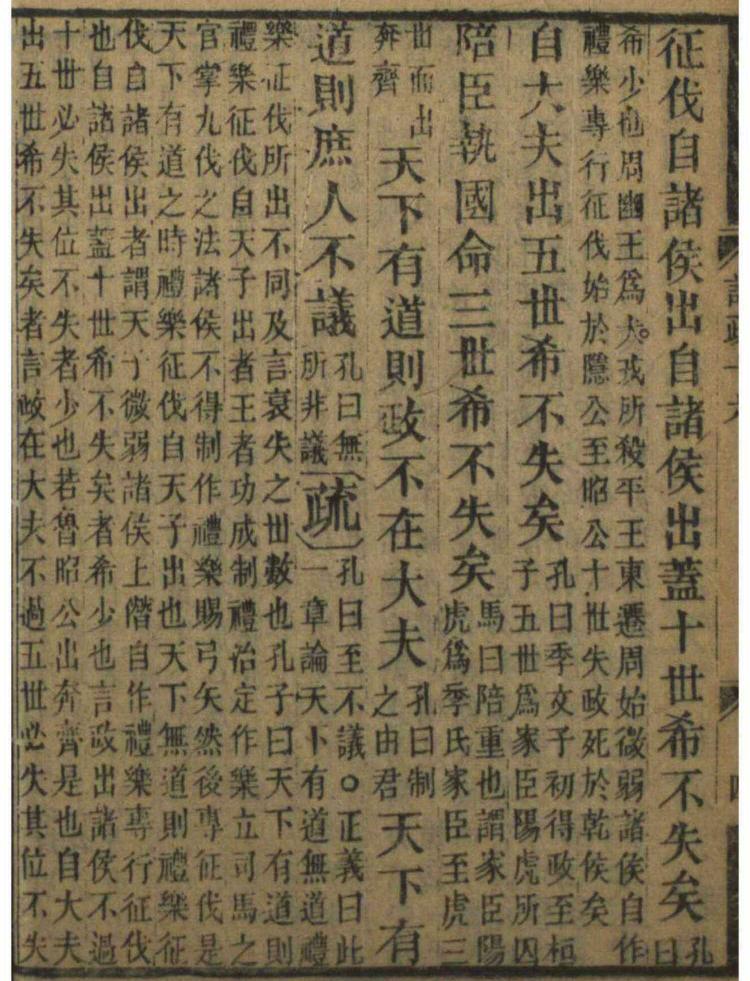 征伐自諸侯出自諸侯出蓋十世希不失矣孔曰
希少也周幽王爲犬戎所殺平王東遷周始微弱諸侯自作
禮樂專行征伐始於隱公至昭公十世失政死於乾侯矣
自大夫出五世希不失矣孔曰季文子初得政至桓子五世爲家臣陽虎所囚
陪臣執國命三世希不失矣馬曰陪重也謂家臣陽虎爲季氏家臣至虎三
世而出奔齊天下有道則政不在大夫孔曰制之由君天下有
道則庶人不議孔曰無所非議疏孔曰至不議○正義曰此一章論天下有道無道禮
樂征伐所出不同及言衰失之世數也孔子曰天下有道則
禮樂征伐自天子出者王者功成制禮治定作樂立司馬之
官掌九伐之法諸侯不得制作禮樂賜弓矢然後專征伐是
天下有道之時禮樂征伐自天子出也天下無道則禮樂征
伐自諸侯出者謂天子微弱諸侯上僭自作禮樂專行征伐
也自諸侯出蓋十世希不失矣者希少也言政出諸侯不過
十世必失其位不失者少也若魯昭公出奔齊是也自大夫
出五世希不失矣者言政在大夫不過五世必失其位不失